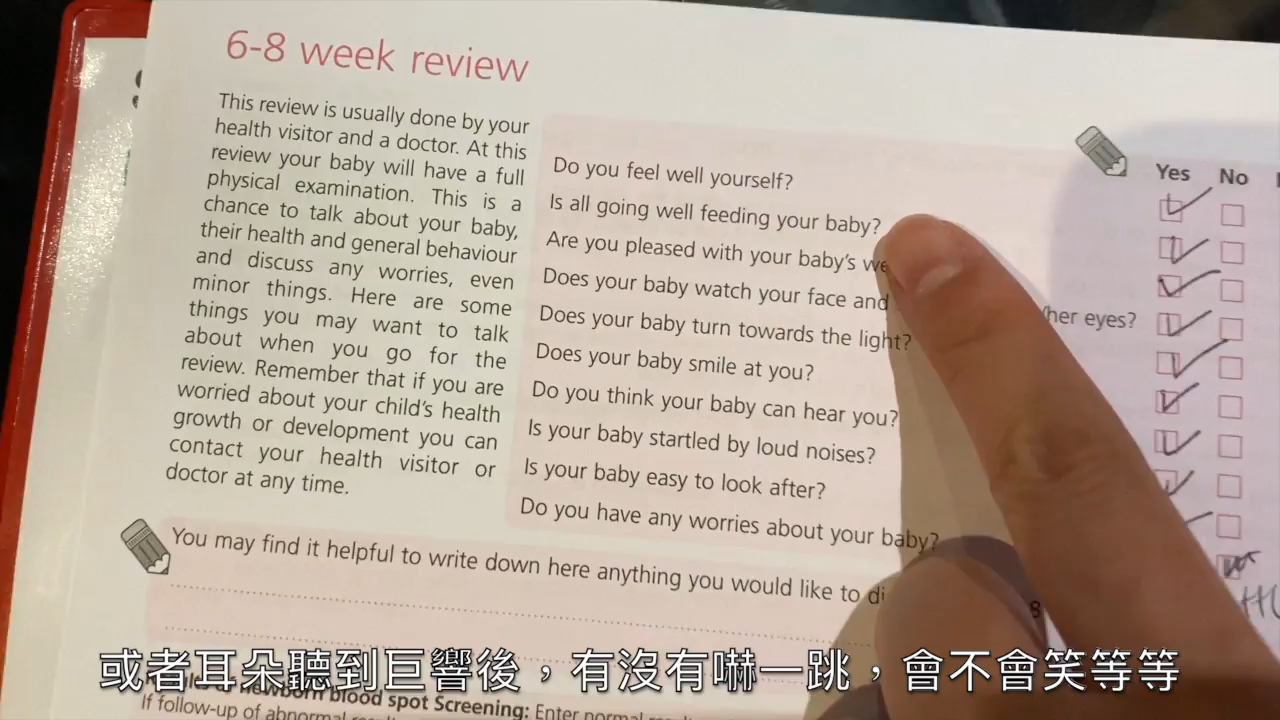 6-8 week review
This review is usually done by your
health visitor and a doctor. At this
review your baby will have a full
physical examination. This is a
chance to talk about your baby,
their health and general behaviour
and discuss any worries, even
minor things. Here are some
things you may want to talk
about when you go for the
review. Remember that if you are
worried about your child's health
growth or development you can
contact your health visitor or
doctor at any time.
Yes No
Do you feel well yourself?
Is all going well feeding your baby?
Are you pleased with your baby's
Does your baby watch your face and her eyes?
Does your baby turn towards the light?
Does your baby smile at you?
Do you think your baby can hear you?
Is your baby startled by loud noises?
Is your baby easy to look after?
Do you have any worries about your baby?
You may find it helpful to write down here anything you would like to
newborn blood spot Screening: Enter normal
If follow-up of abnormal
或者耳朵聽到巨響後，有沒有嚇一跳，會不會笑等等